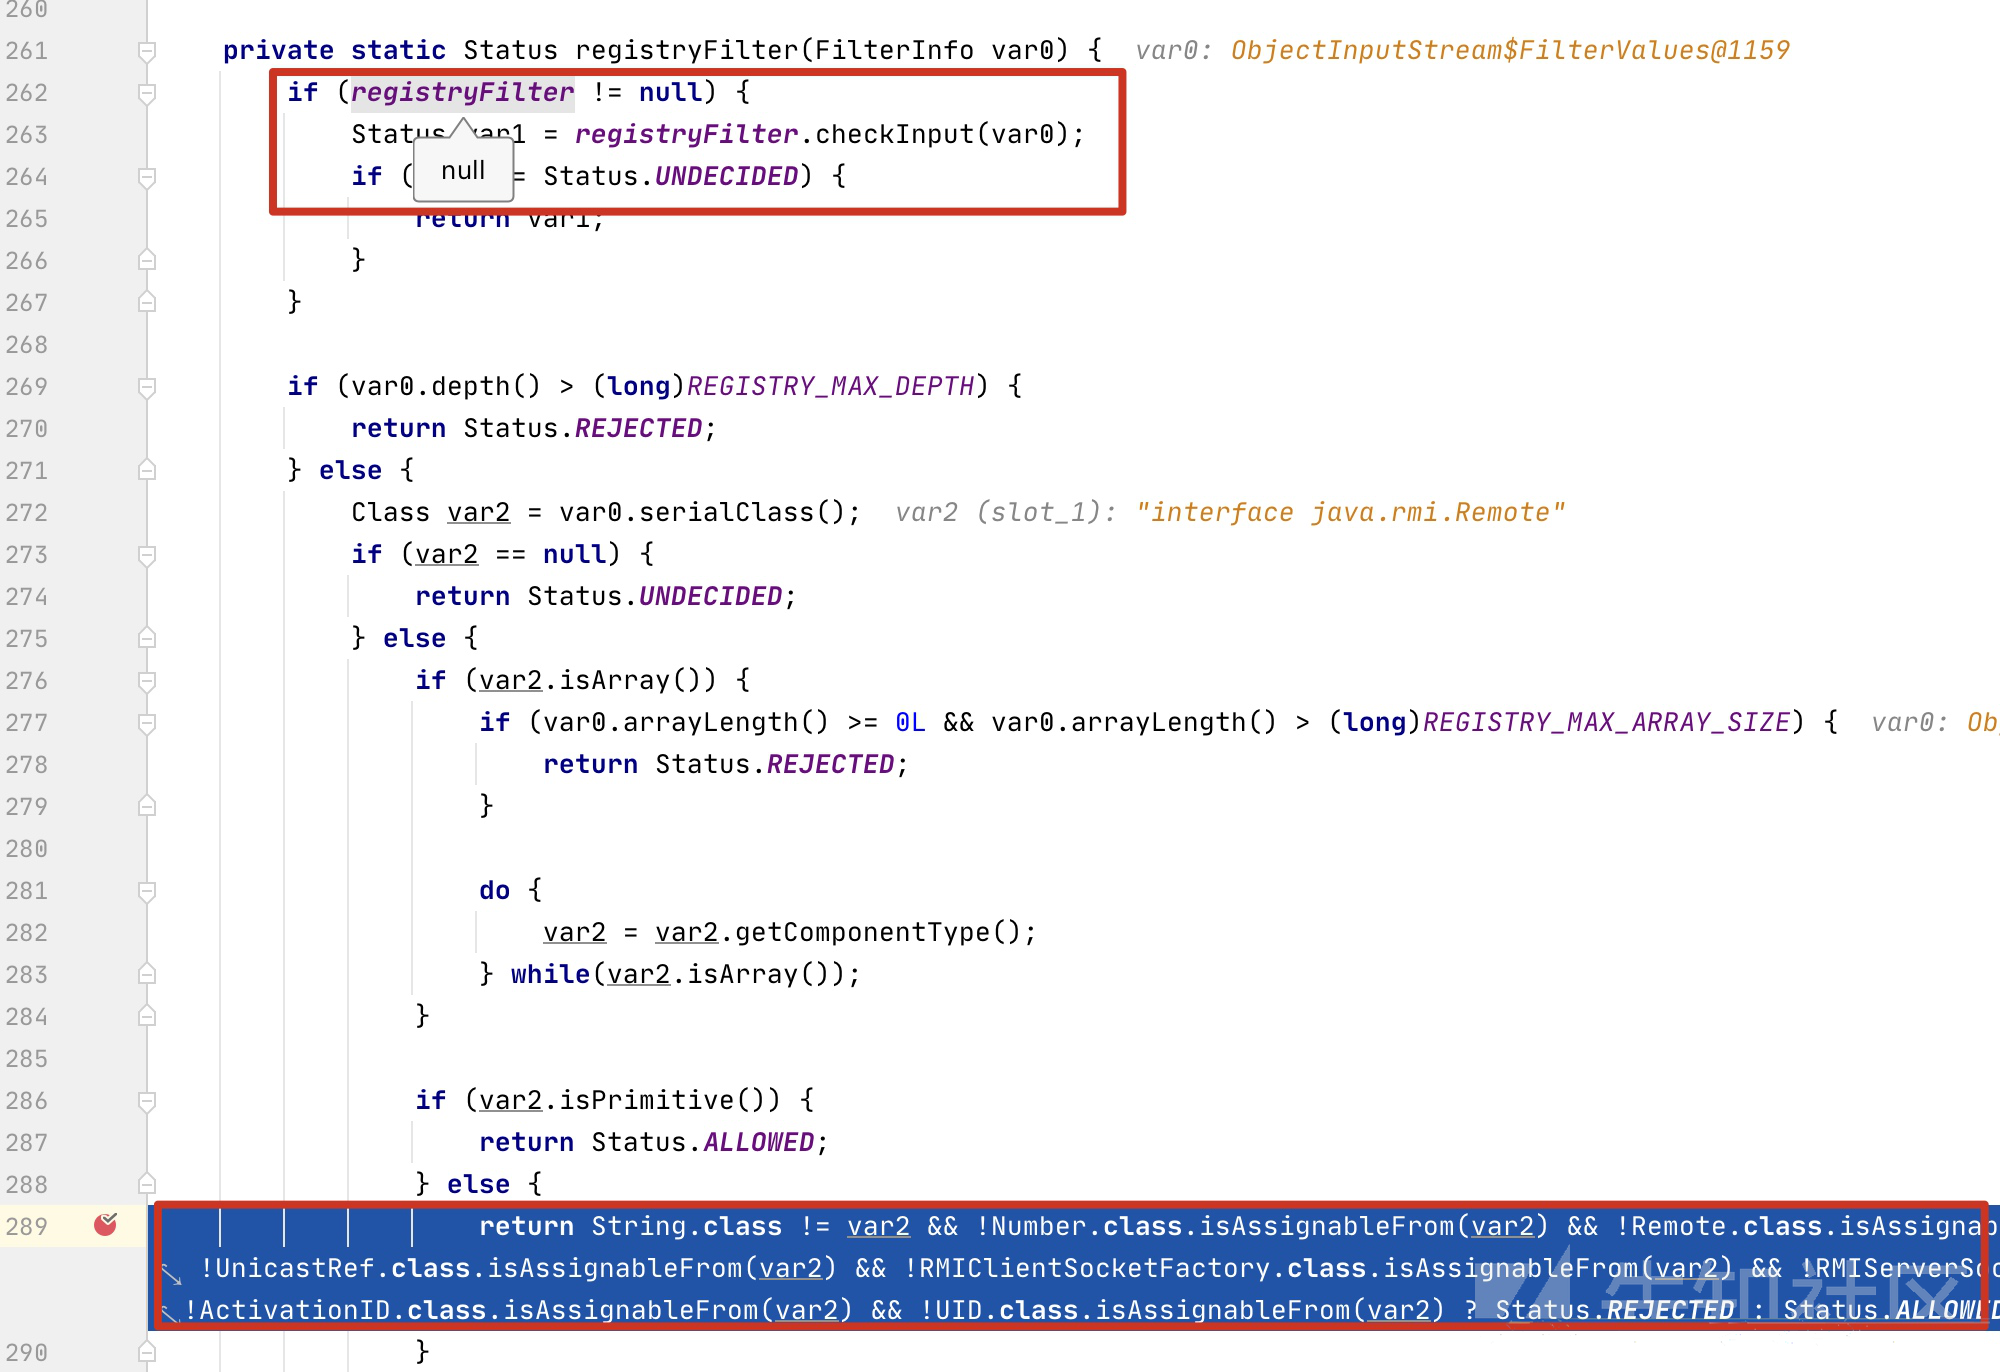 260
261 private static Status registryFilter(FilterInfo var0) { var0: ObjectInputStream$FilterValues@1159
262 if (registryFilter != null) {
263 Status var1 = registryFilter.checkInput(var0);
264 if ( = Status.UNDECIDED) {
null
265 return var1;
266 }
267 }
268
269 if (var0.depth() > (long)REGISTRY_MAX_DEPTH) {
270 return Status.REJECTED;
271 } else {
272 Class var2 = var0.serialClass(); var2 (slot_1): "interface java.rmi.Remote"
273 if (var2 == null) {
274 return Status.UNDECIDED;
275 } else {
276 if (var2.isArray()) {
277 if (var0.arrayLength() >= 0L && var0.arrayLength() > (long)REGISTRY_MAX_ARRAY_SIZE) { var0: Ob
278 return Status.REJECTED;
279 }
280
281 do {
282 var2 = var2.getComponentType();
283 } while(var2.isArray());
284 }
285
286 if (var2.isPrimitive()) {
287 return Status.ALLOWED;
288 } else {
289 return String.class != var2 && !Number.class.isAssignableFrom(var2) && !Remote.class.isAssignab
!UnicastRef.class.isAssignableFrom(var2) && !RMIClientSocketFactory.class.isAssignableFrom(var2) && !RMIServerSoc
!ActivationID.class.isAssignableFrom(var2) && !UID.class.isAssignableFrom(var2) ? Status.REJECTED : Status.ALLOWED
先知社区
290 }